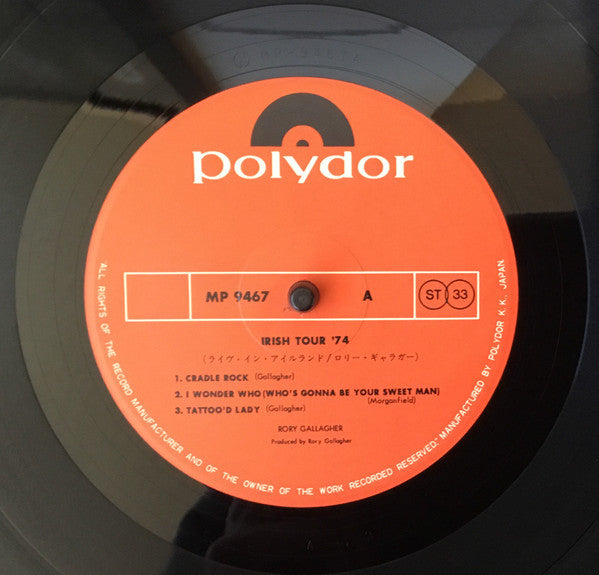 polydor
MP 9467 A ST 33
IRISH TOUR '74
(ライヴ・イン・アイルランド/ロリー・ギャラガー)
1. CRADLE ROCK (Gallagher)
2. I WONDER WHO (WHO'S GONNA BE YOUR SWEET MAN)
(Morganfield)
3. TATTOO'D LADY (Gallagher)
RORY GALLAGHER
Produced by Rory Gallagher
ALL RIGHTS OF THE RECORD MANUFACTURER AND OF THE OWNER OF THE WORK RECORDED RESERVED. MANUFACTURED BY POLYDOR K.K., JAPAN